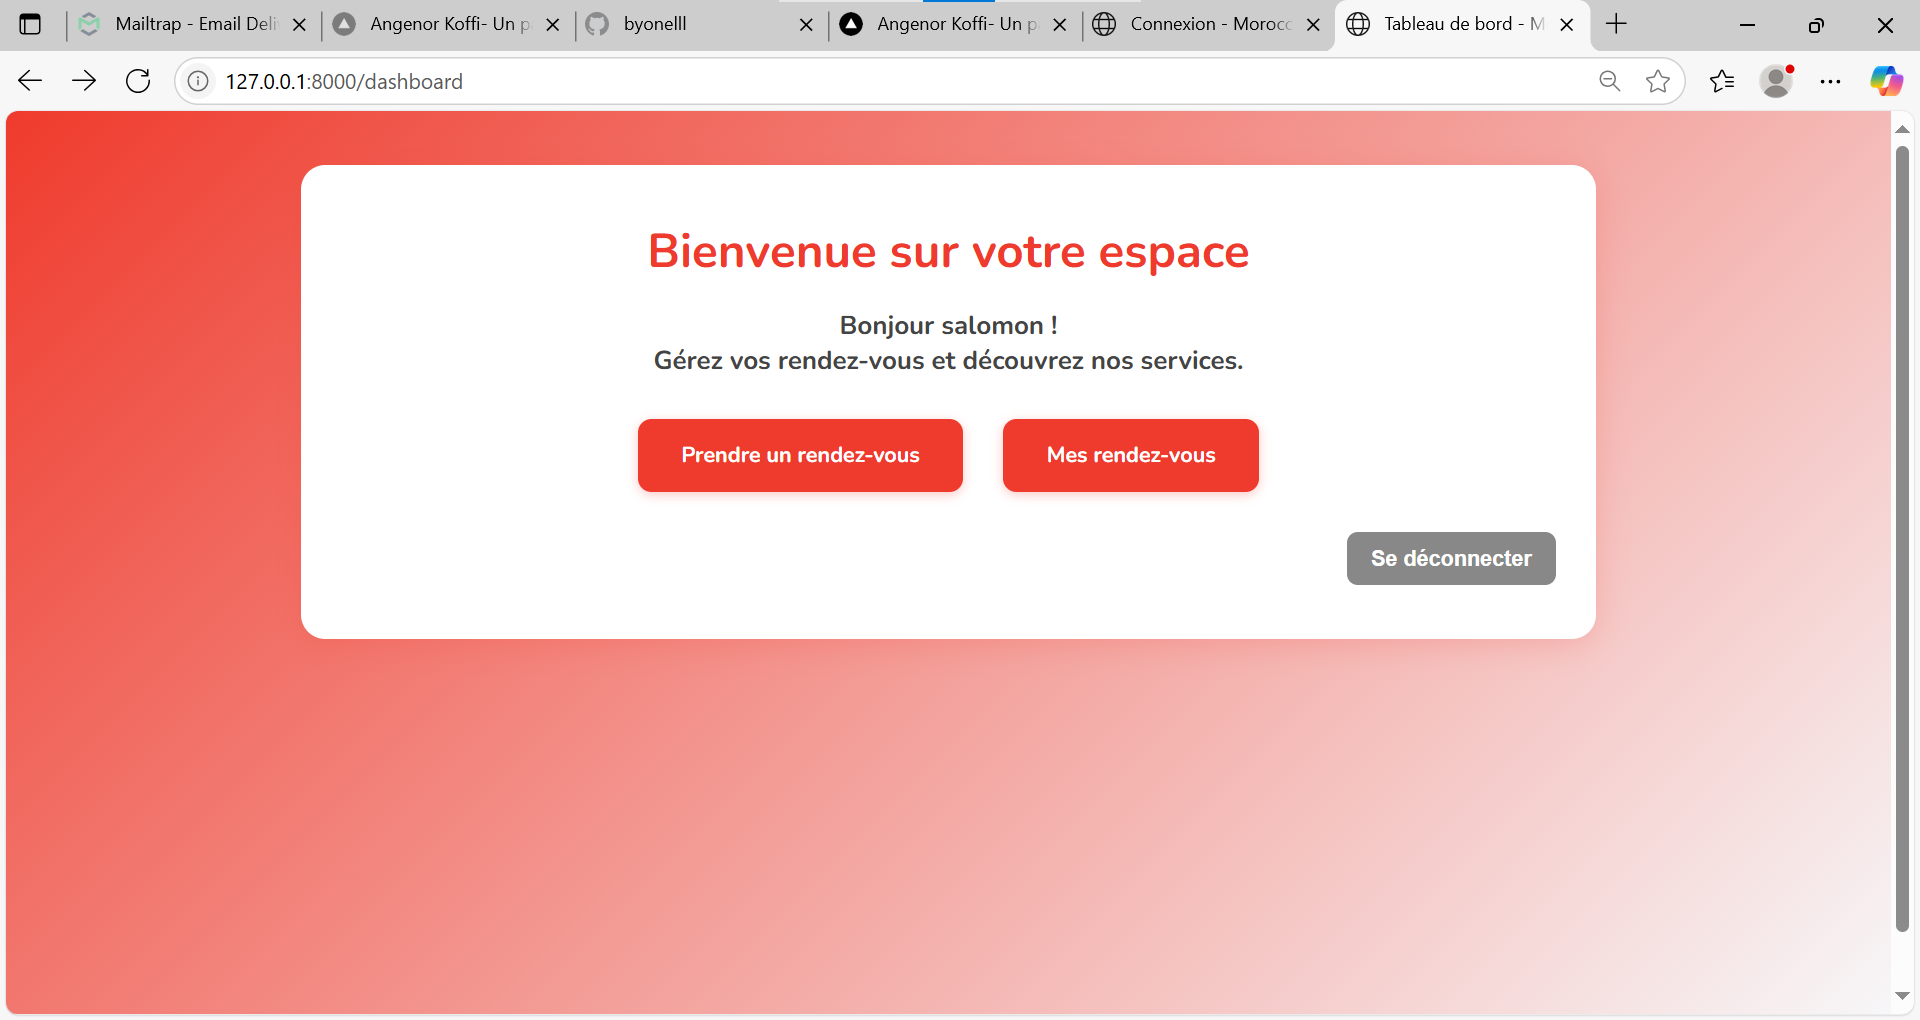 Mailtrap - Email Deli
Angenor Koffi- Un p
byonelll
Angenor Koffi- Un p
Connexion - Morocc
Tableau de bord - M
127.0.0.1:8000/dashboard
Bienvenue sur votre espace
Bonjour salomon !
Gérez vos rendez-vous et découvrez nos services.
Prendre un rendez-vous
Mes rendez-vous
Se déconnecter